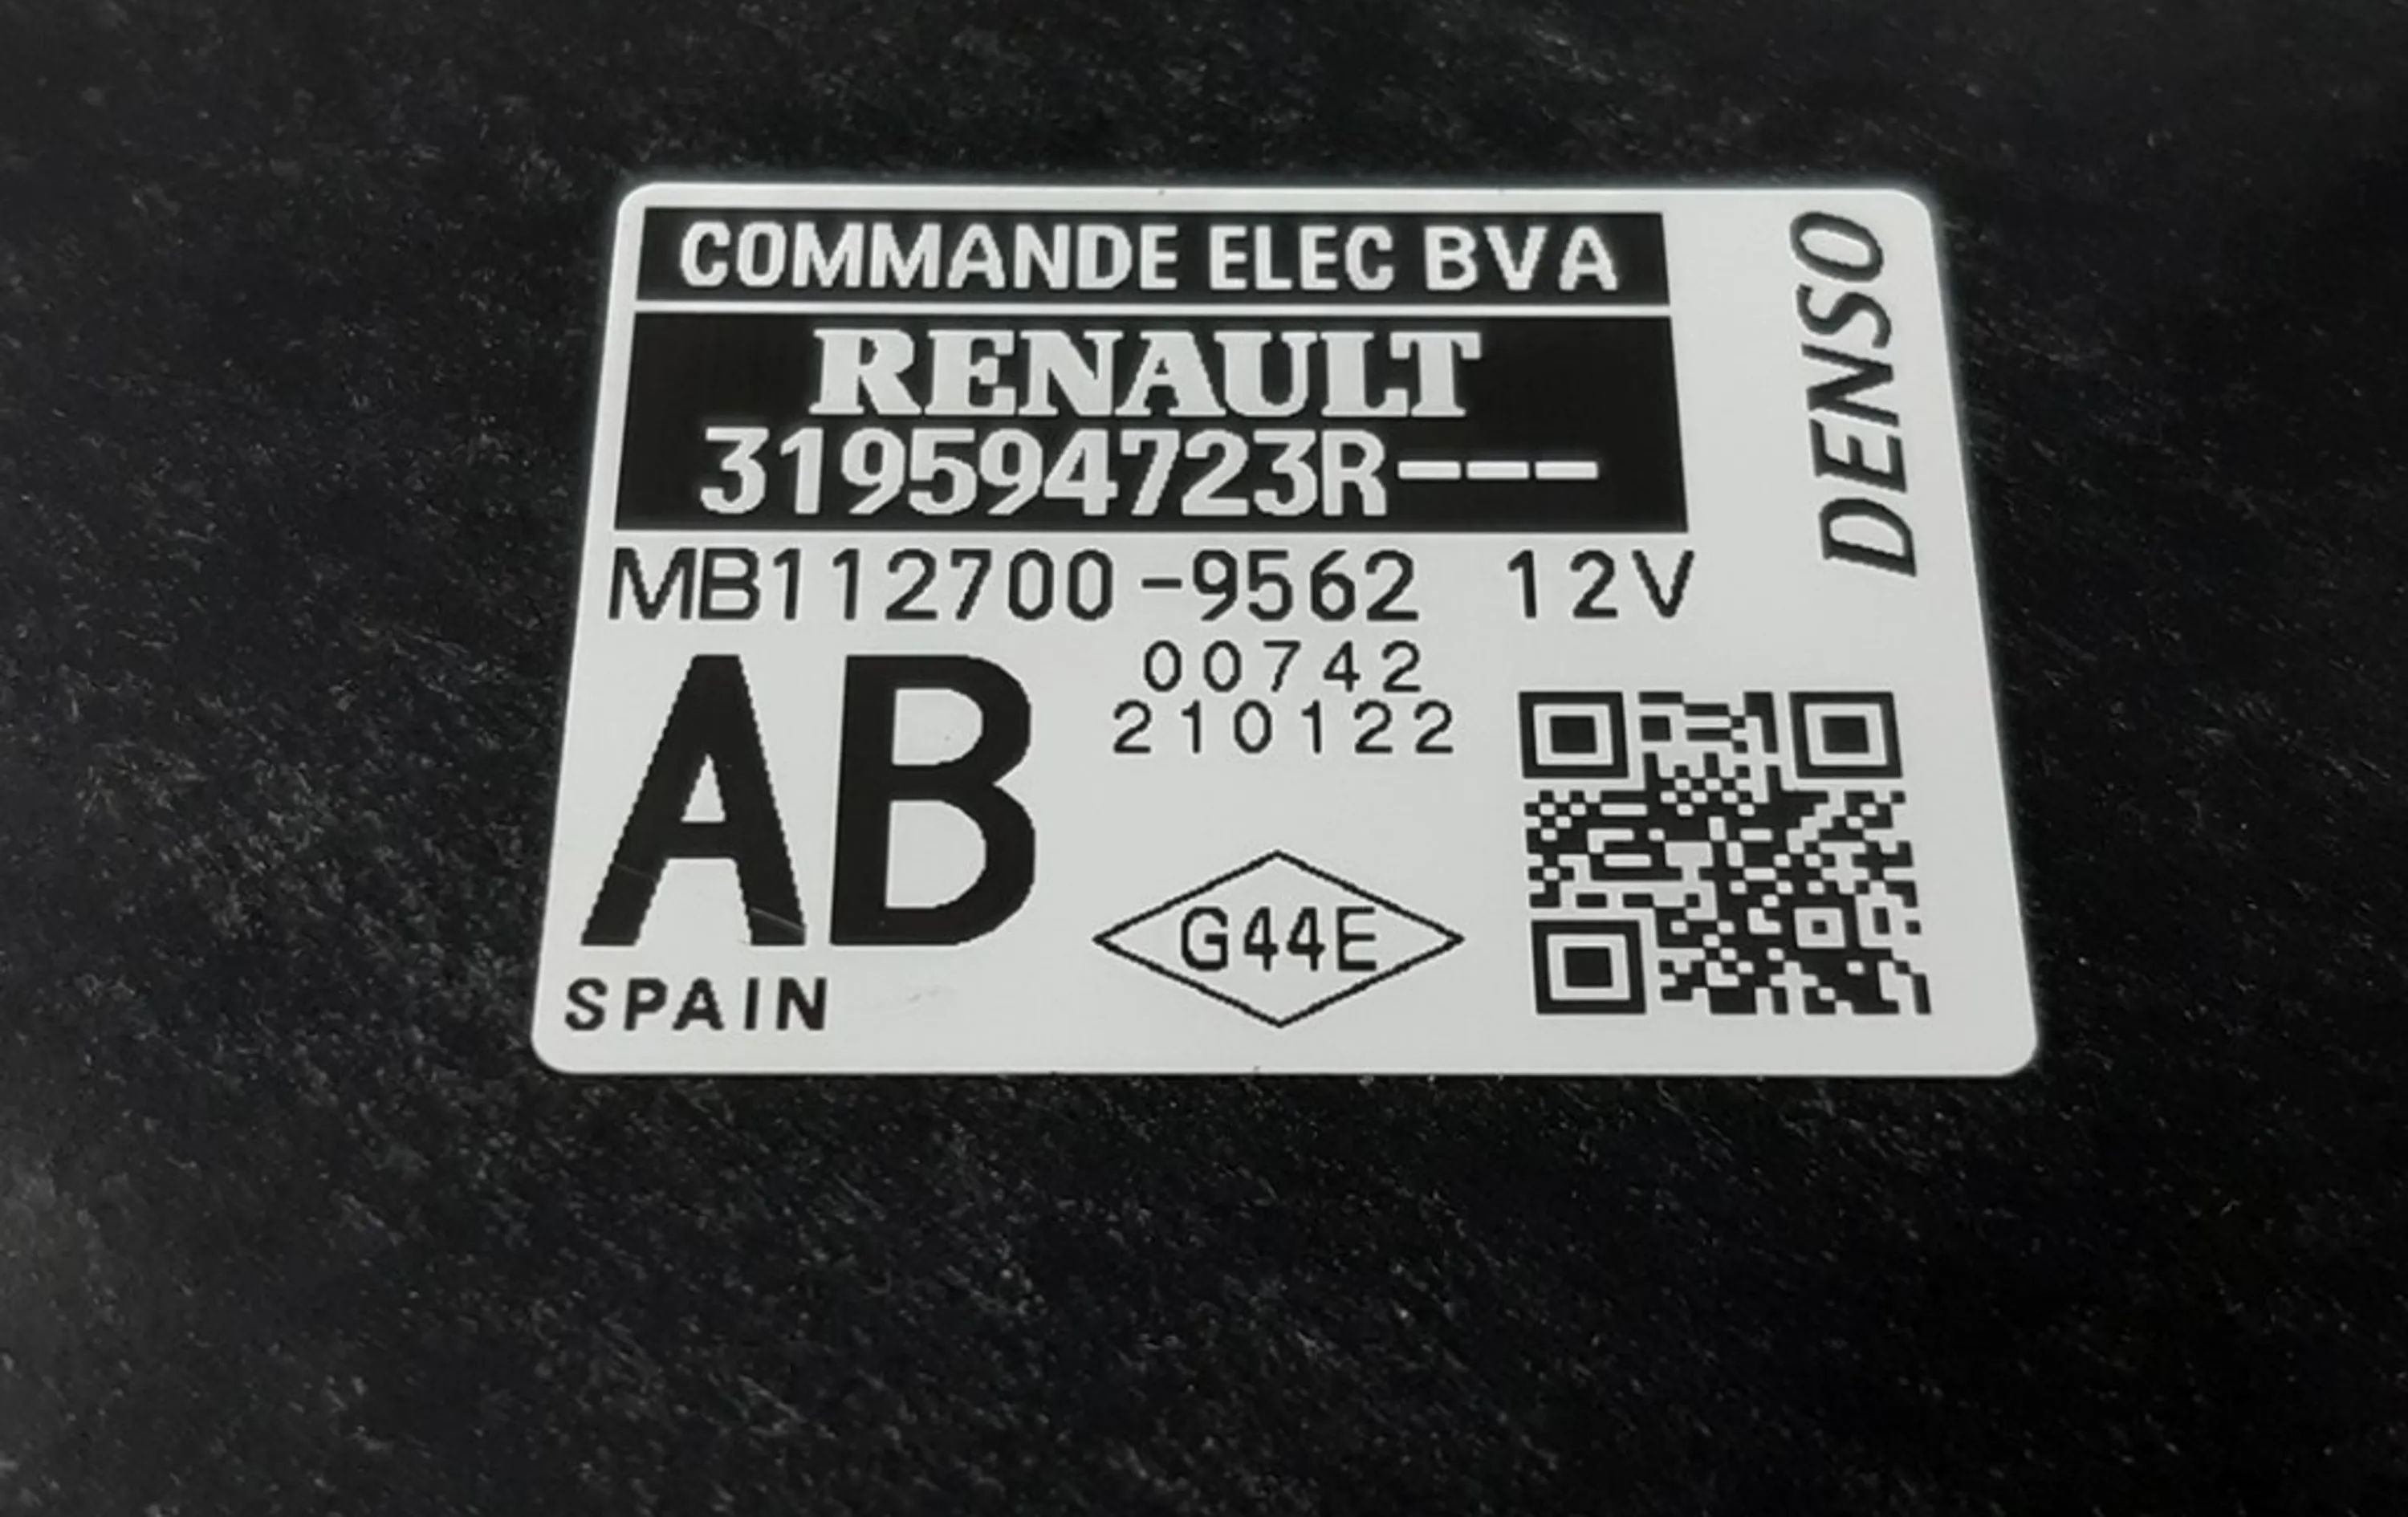 COMMANDE ELEC BVA
RENAULT
319594723R---
DENSO
MB112700-9562 12V
AB
00742
210122
G44E
SPAIN